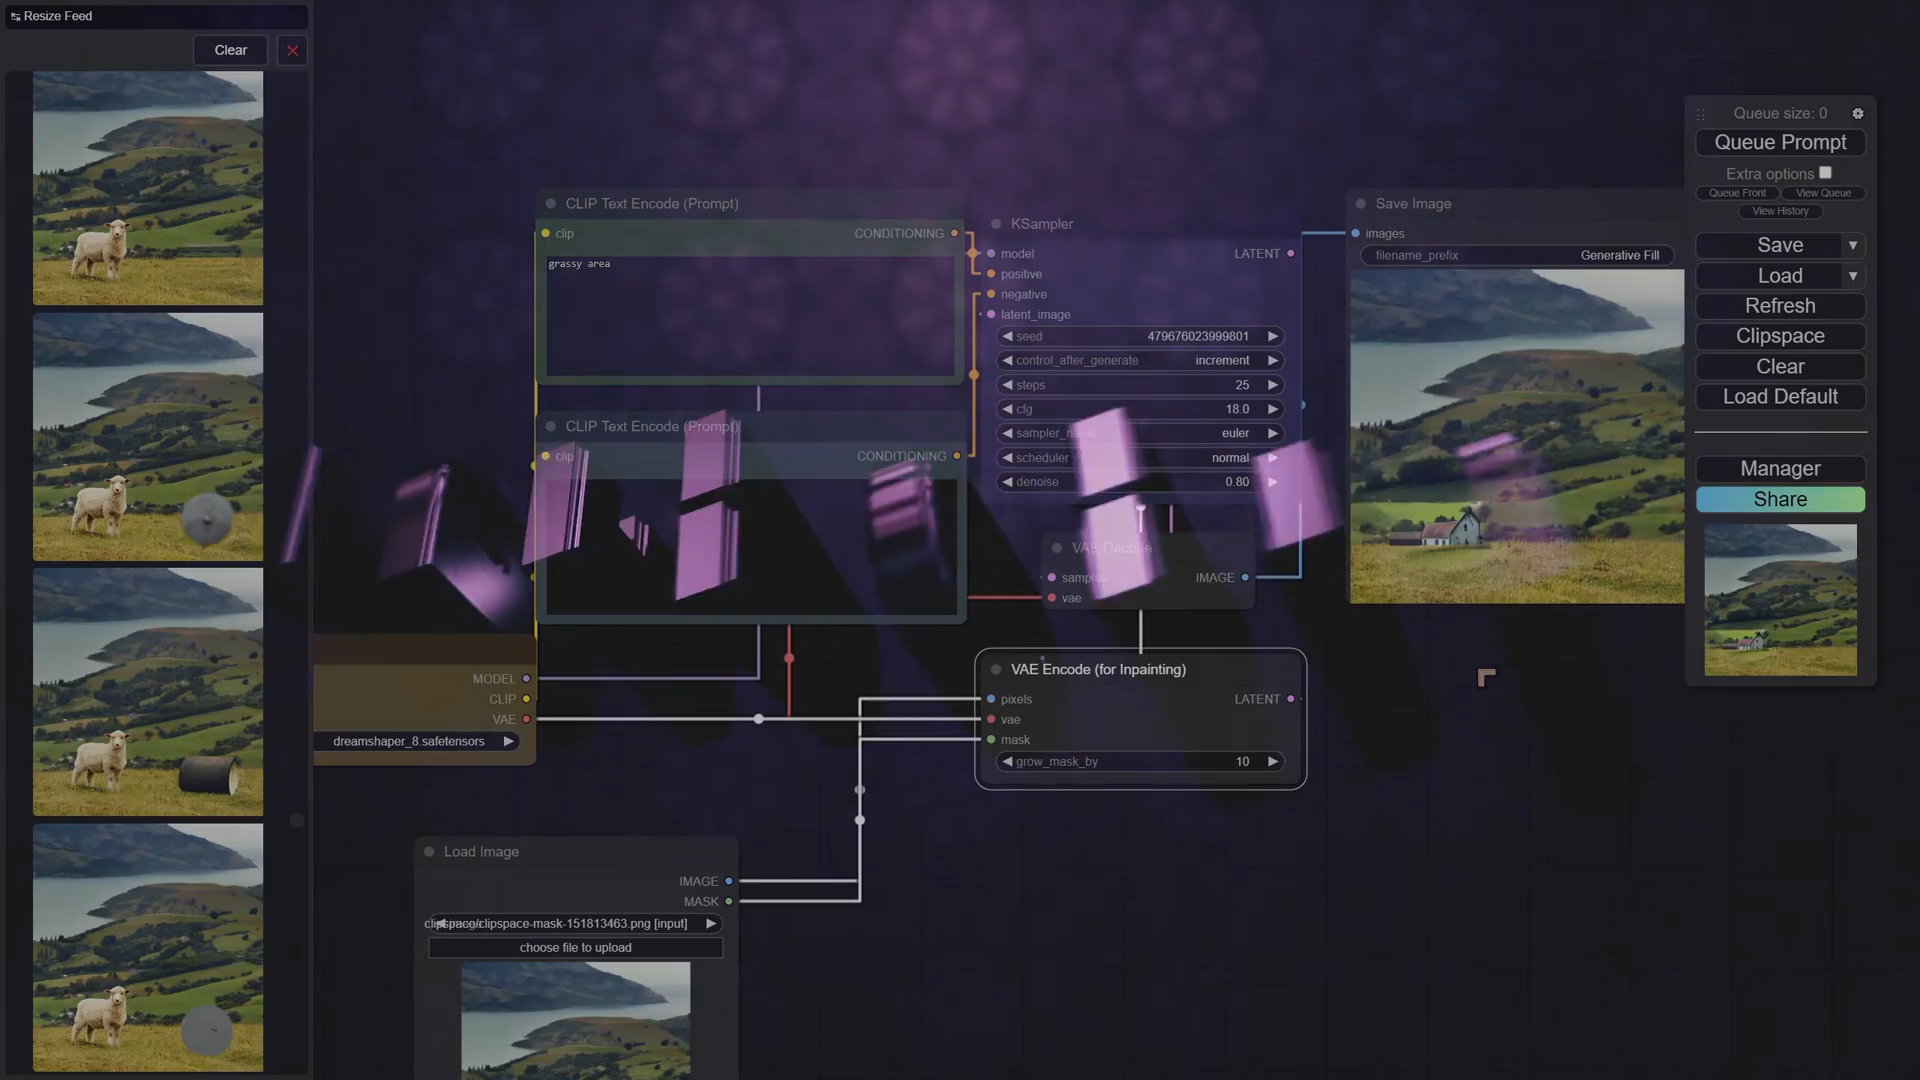 Resize Feed
Clear
CLIP Text Encode (Prompt)
clip
CONDITIONING
grassy area
CLIP Text Encode (Prompt)
clip
CONDITIONING
MODEL
CLIP
VAE
dreamshaper_8.safetensors
KSampler
model
LATENT
positive
negative
latent_image
seed
479676023999801
control_after_generate
increment
steps
25
cfg
18.0
sampler_name
euler
scheduler
normal
denoise
0.80
VAE Decode
samples
IMAGE
vae
VAE Encode (for Inpainting)
pixels
LATENT
vae
mask
grow_mask_by
10
Load Image
IMAGE
MASK
clipspace/clipspace-mask-151813463.png [input]
choose file to upload
Save Image
images
filename_prefix
Generative Fill
Queue size: 0
Queue Prompt
Extra options
Queue Front
View Queue
View History
Save
Load
Refresh
Clipspace
Clear
Load Default
Manager
Share